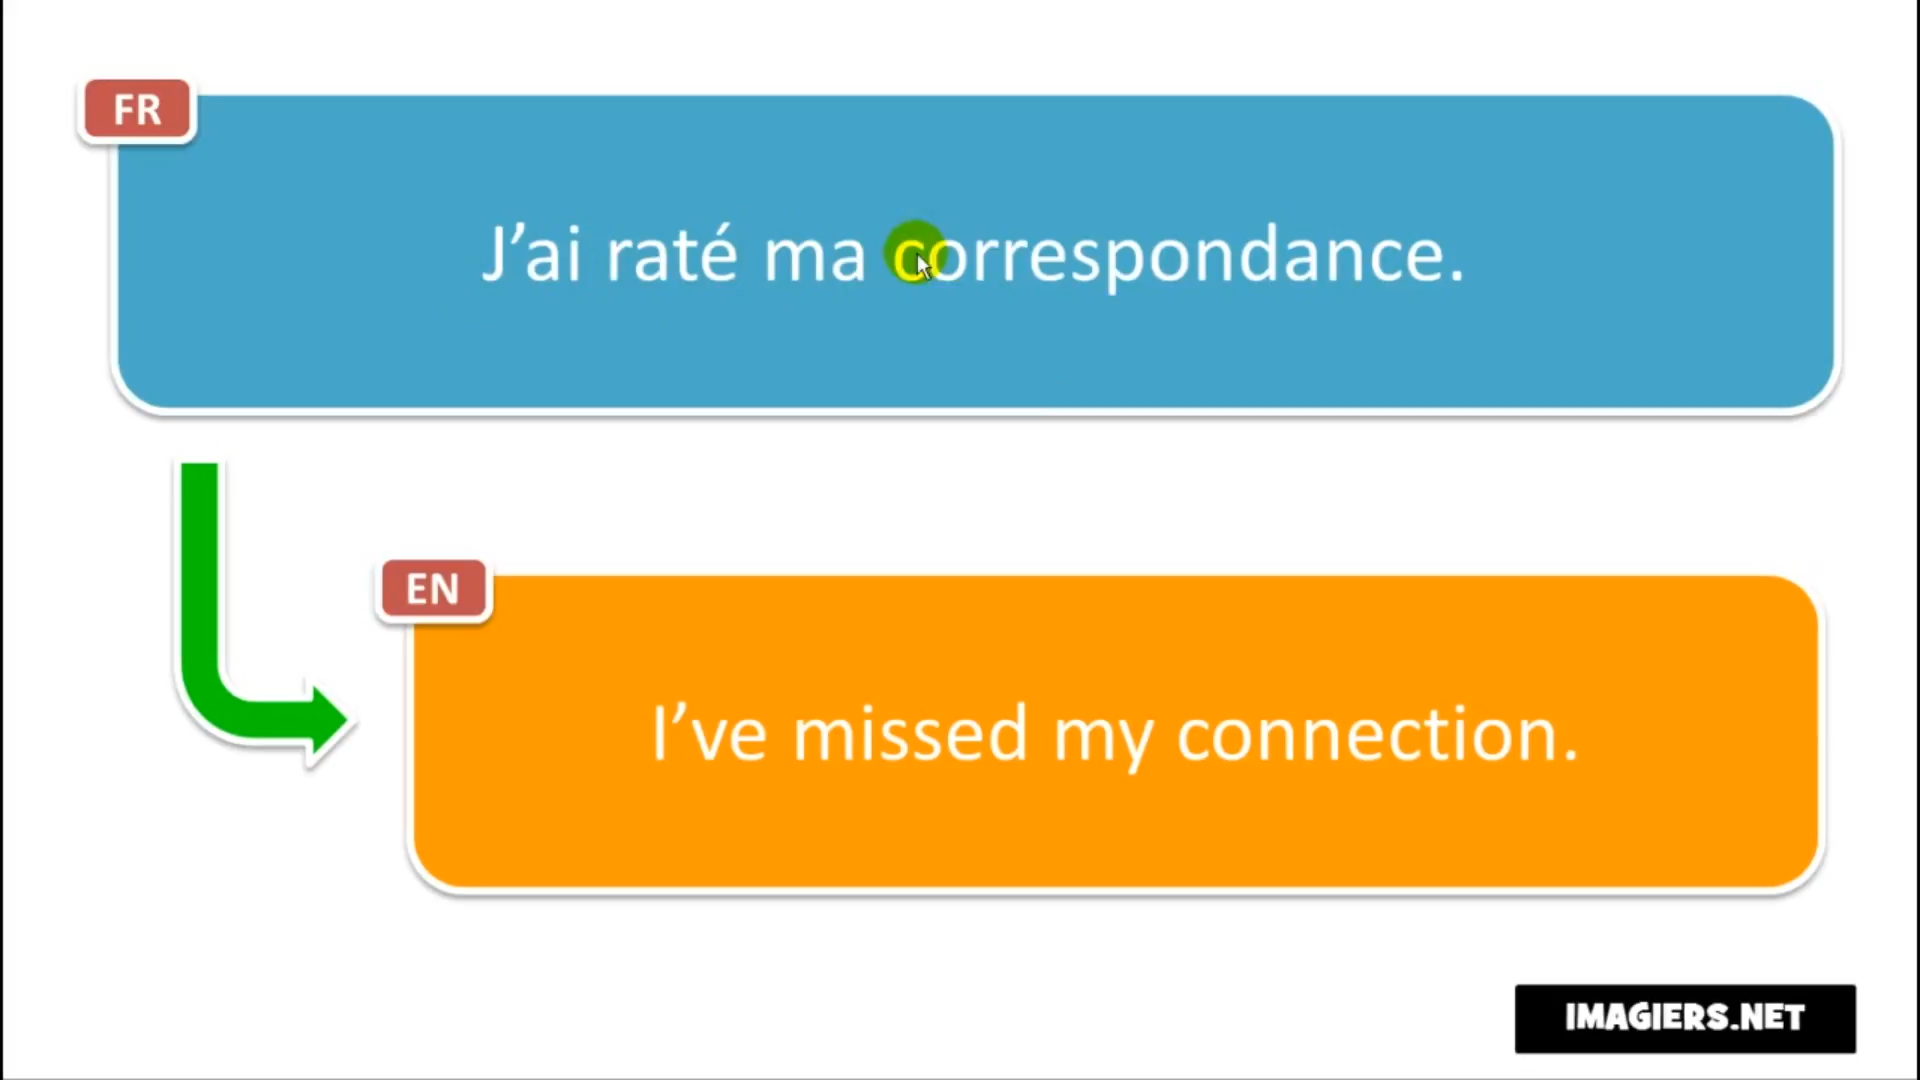 FR
J’ai raté ma correspondance.
EN
I’ve missed my connection.
IMAGIERS.NET